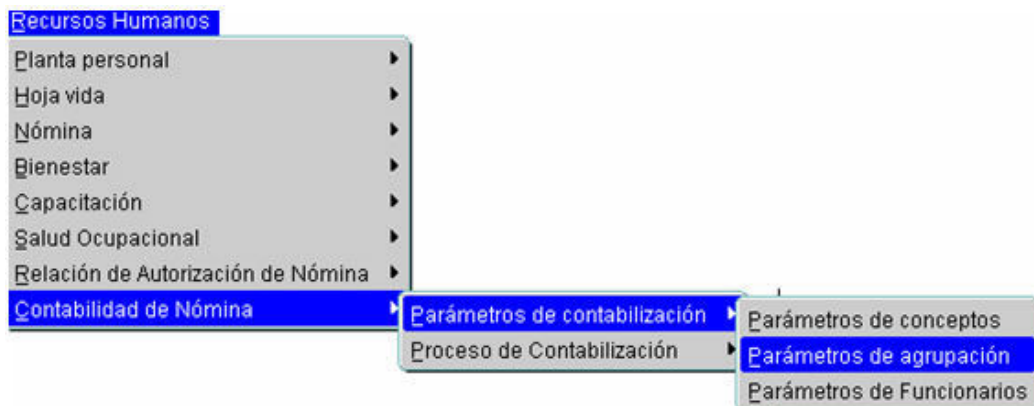 Recursos Humanos
Planta personal
Hoja vida
Nómina
Bienestar
Capacitación
Salud Ocupacional
Relación de Autorización de Nómina
Contabilidad de Nómina
Parámetros de contabilización
Proceso de Contabilización
Parámetros de conceptos
Parámetros de agrupación
Parámetros de Funcionarios